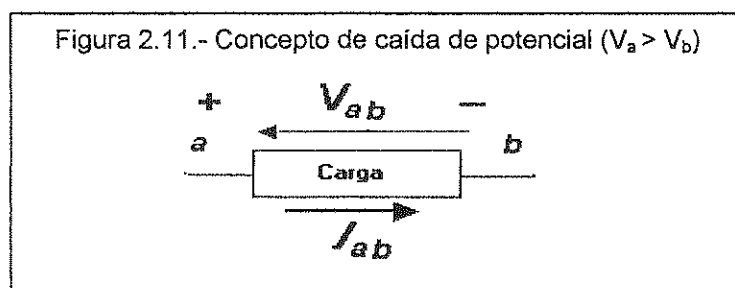 Figura 2.11.- Concepto de caída de potencial (Va > Vb)
+ Vab −
a b
Carga
Iab